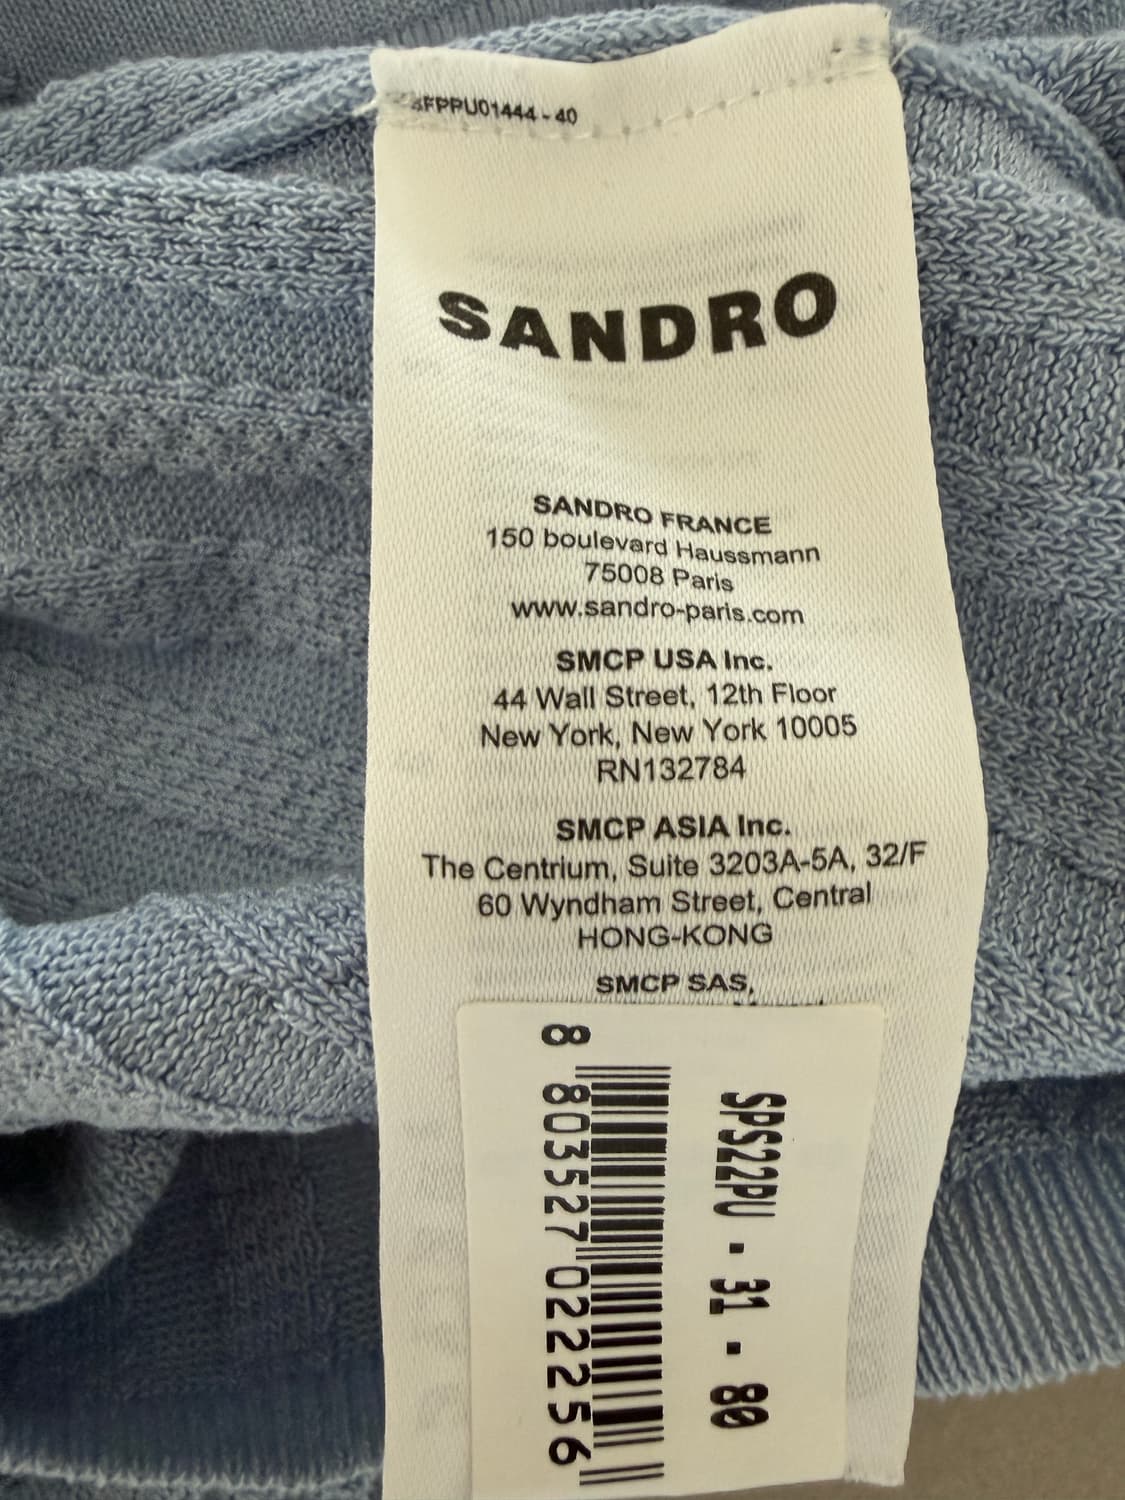 SFPPU01444 - 40
SANDRO
SANDRO FRANCE
150 boulevard Haussmann
75008 Paris
www.sandro-paris.com
SMCP USA Inc.
44 Wall Street, 12th Floor
New York, New York 10005
RN132784
SMCP ASIA Inc.
The Centrium, Suite 3203A-5A, 32/F
60 Wyndham Street, Central
HONG-KONG
SMCP SAS,
SPS22PU - 31 - 80
8 803527 022256